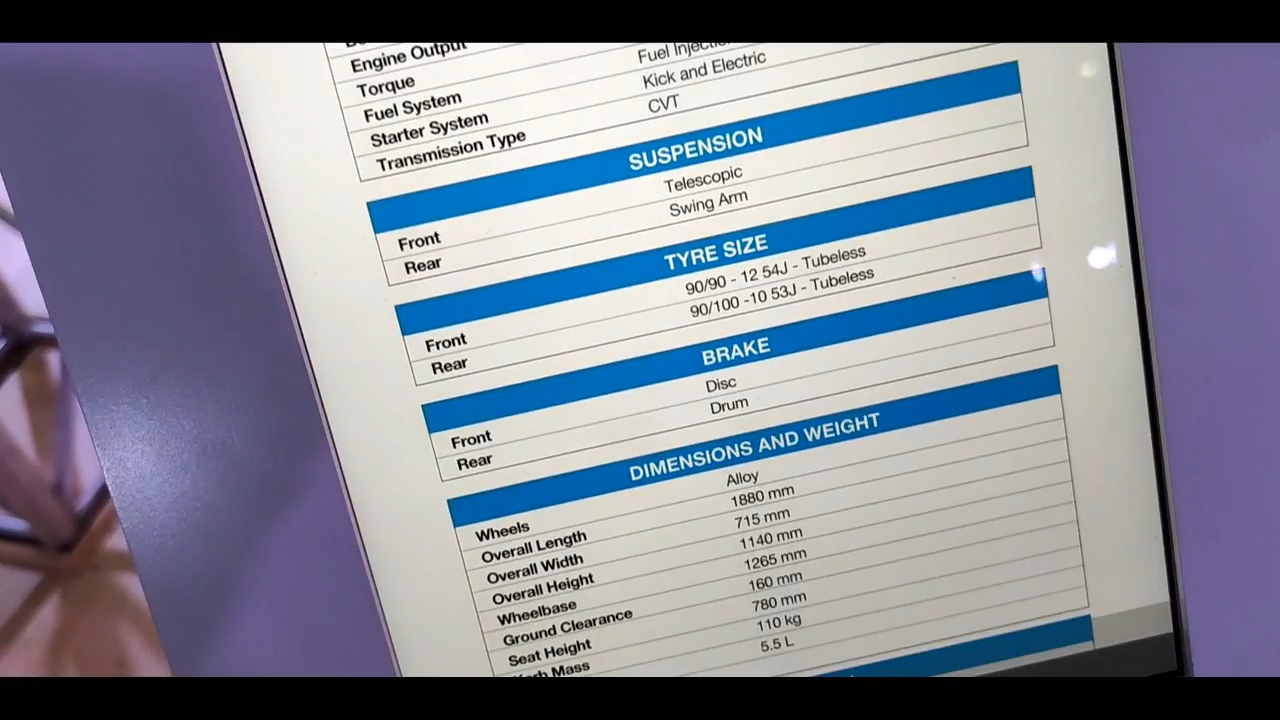 Engine Output
Torque
Fuel System Fuel Injection
Starter System Kick and Electric
Transmission Type CVT
SUSPENSION
Front Telescopic
Rear Swing Arm
TYRE SIZE
Front 90/90 - 12 54J - Tubeless
Rear 90/100 -10 53J - Tubeless
BRAKE
Front Disc
Rear Drum
DIMENSIONS AND WEIGHT
Wheels Alloy
Overall Length 1880 mm
Overall Width 715 mm
Overall Height 1140 mm
Wheelbase 1265 mm
Ground Clearance 160 mm
Seat Height 780 mm
Kerb Mass 110 kg
5.5 L